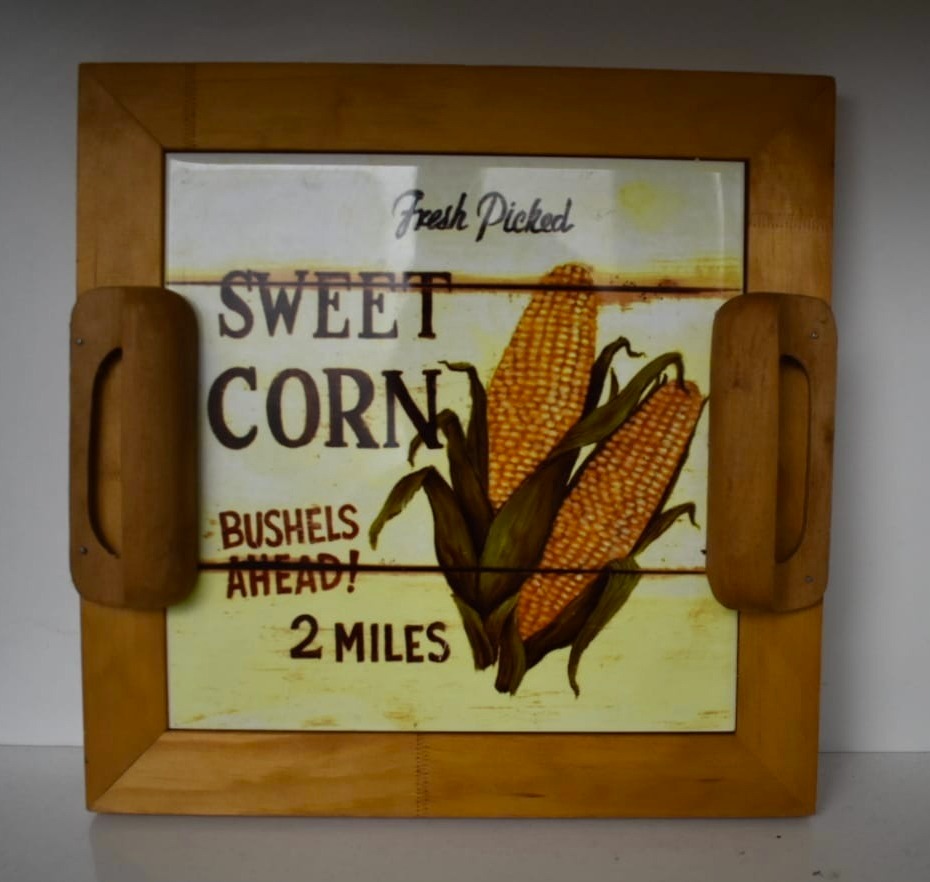 Fresh Picked
SWEET
CORN
BUSHELS
AHEAD!
2 MILES